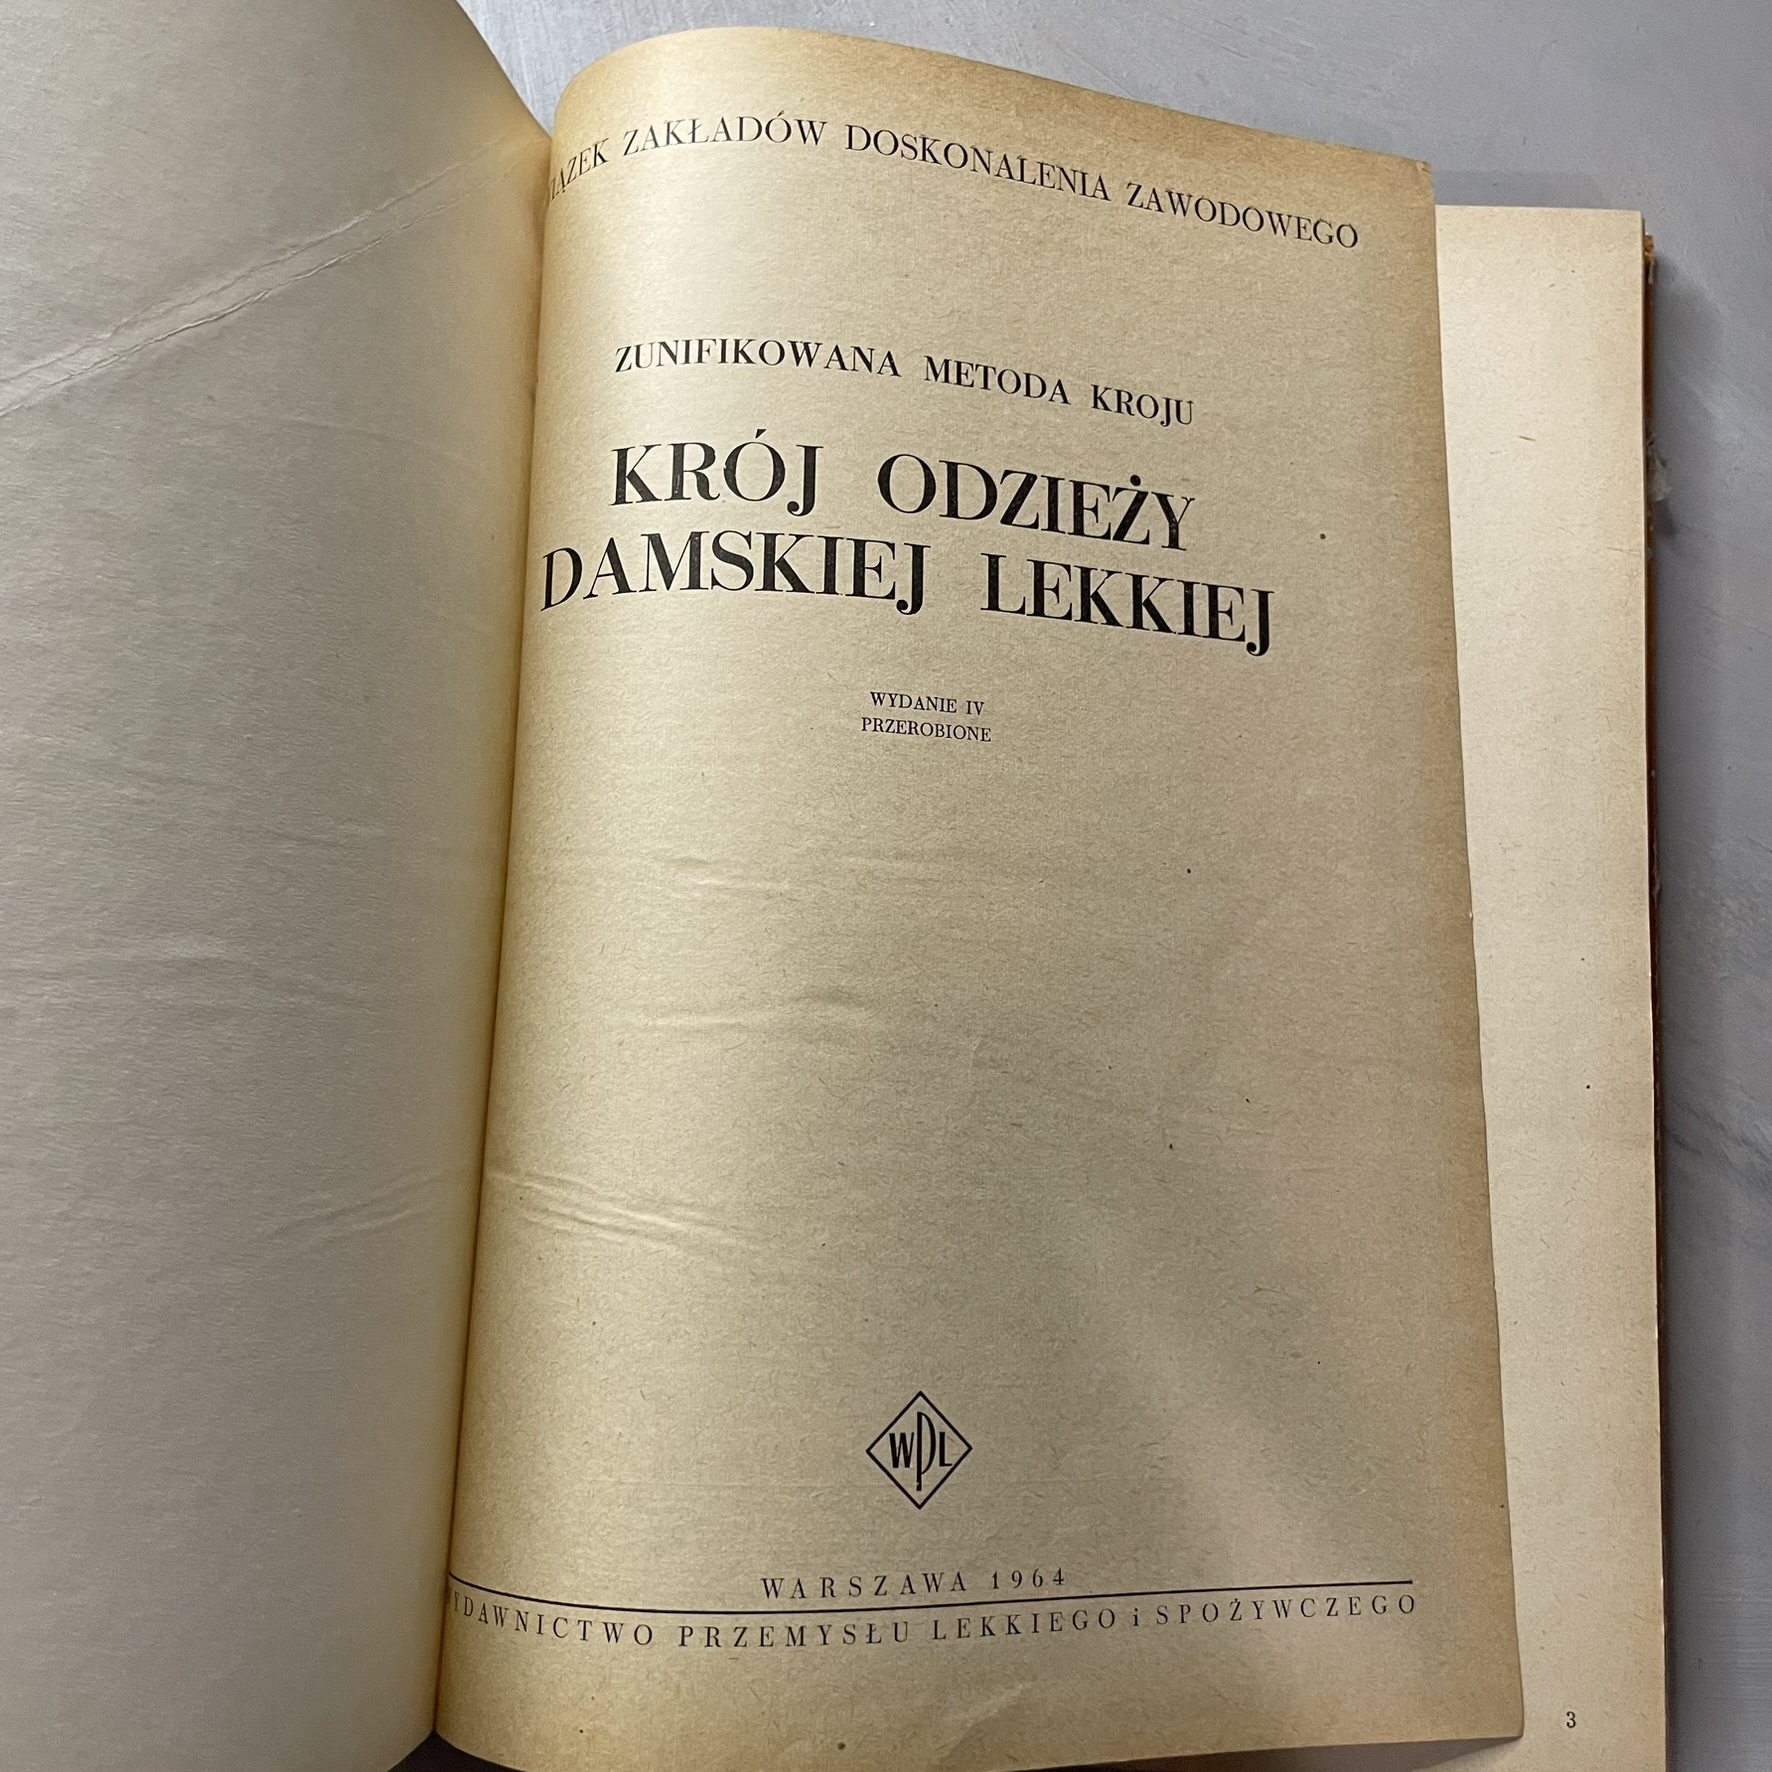 IĄZEK ZAKŁADÓW DOSKONALENIA ZAWODOWEGO
ZUNIFIKOWANA METODA KROJU
KRÓJ ODZIEŻY
DAMSKIEJ LEKKIEJ
WYDANIE IV
PRZEROBIONE
WPL
WARSZAWA 1964
WYDAWNICTWO PRZEMYSŁU LEKKIEGO i SPOŻYWCZEGO
3